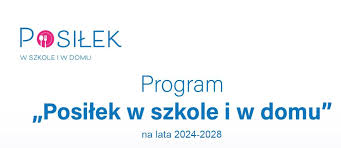 POSIŁEK
W SZKOLE I W DOMU
Program
„Posiłek w szkole i w domu”
na lata 2024-2028